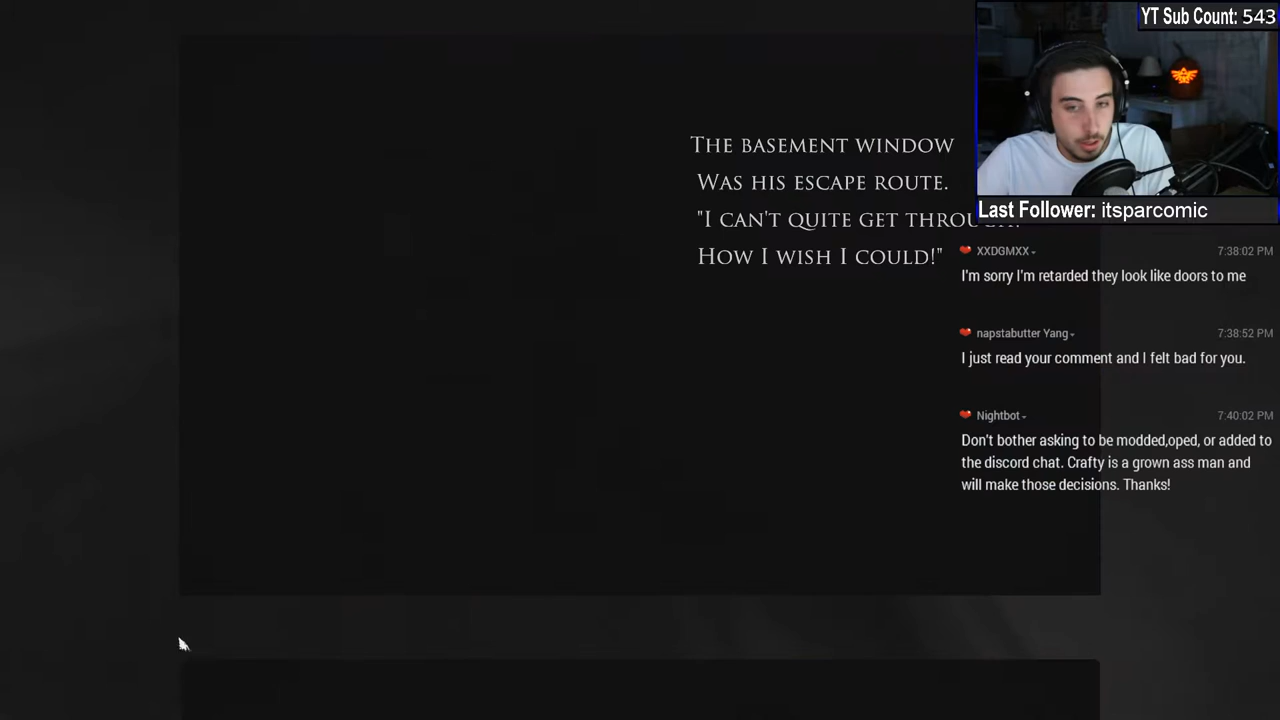 YT Sub Count: 543
THE BASEMENT WINDOW
WAS HIS ESCAPE ROUTE.
"I CAN'T QUITE GET THROUGH!
HOW I WISH I COULD!"
Last Follower: itsparcomic
XXDGMXX 7:38:02 PM
I'm sorry I'm retarded they look like doors to me
napstabutter Yang 7:38:52 PM
I just read your comment and I felt bad for you.
Nightbot 7:40:02 PM
Don't bother asking to be modded,oped, or added to
the discord chat. Crafty is a grown ass man and
will make those decisions. Thanks!